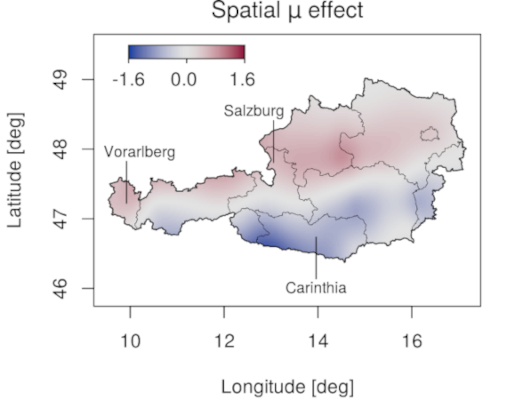 Spatial μ effect
-1.6 0.0 1.6
Salzburg
Vorarlberg
Carinthia
Latitude [deg]
49
48
47
46
10 12 14 16
Longitude [deg]